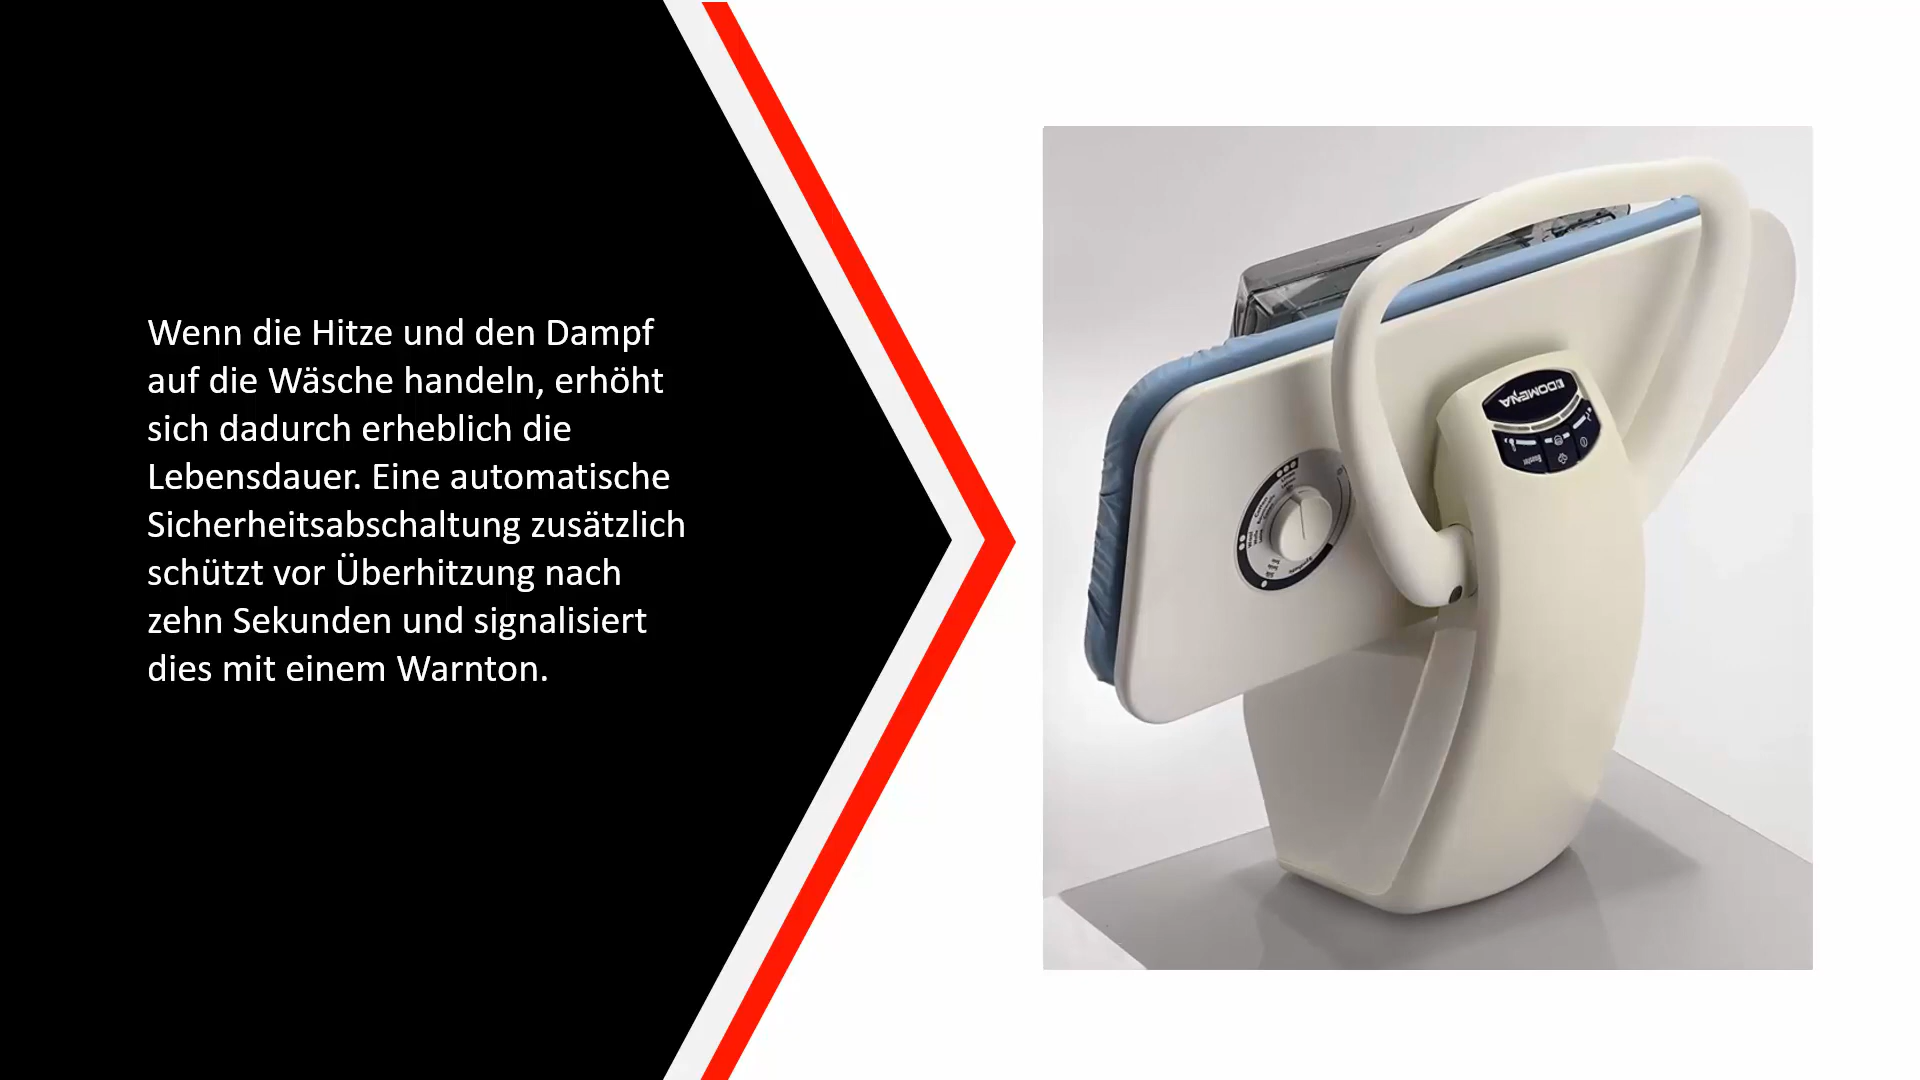 Wenn die Hitze und den Dampf
auf die Wäsche handeln, erhöht
sich dadurch erheblich die
Lebensdauer. Eine automatische
Sicherheitsabschaltung zusätzlich
schützt vor Überhitzung nach
zehn Sekunden und signalisiert
dies mit einem Warnton.
DOMENA